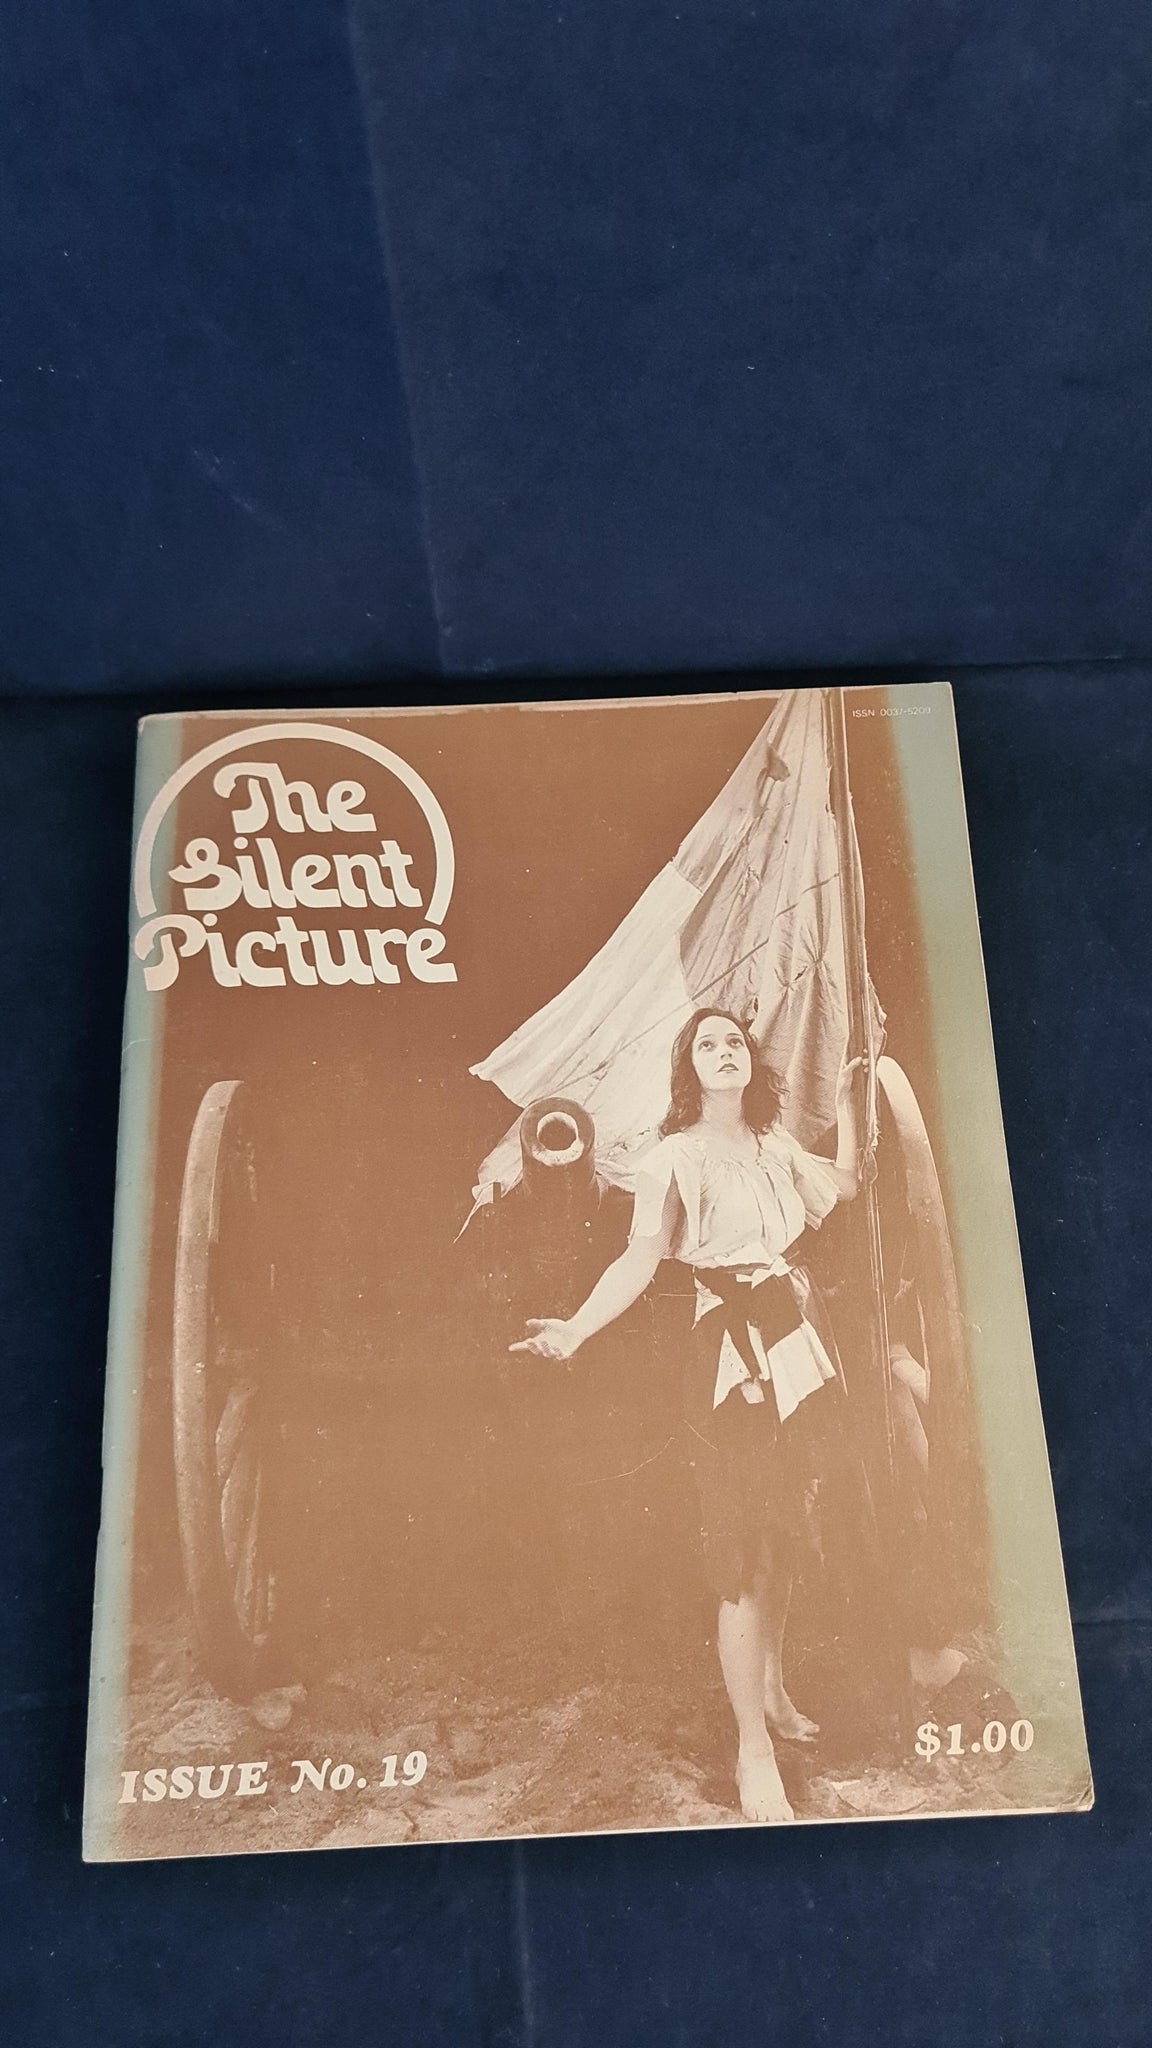 ISSN 0037-5209
The
Silent
Picture
ISSUE No. 19
$1.00